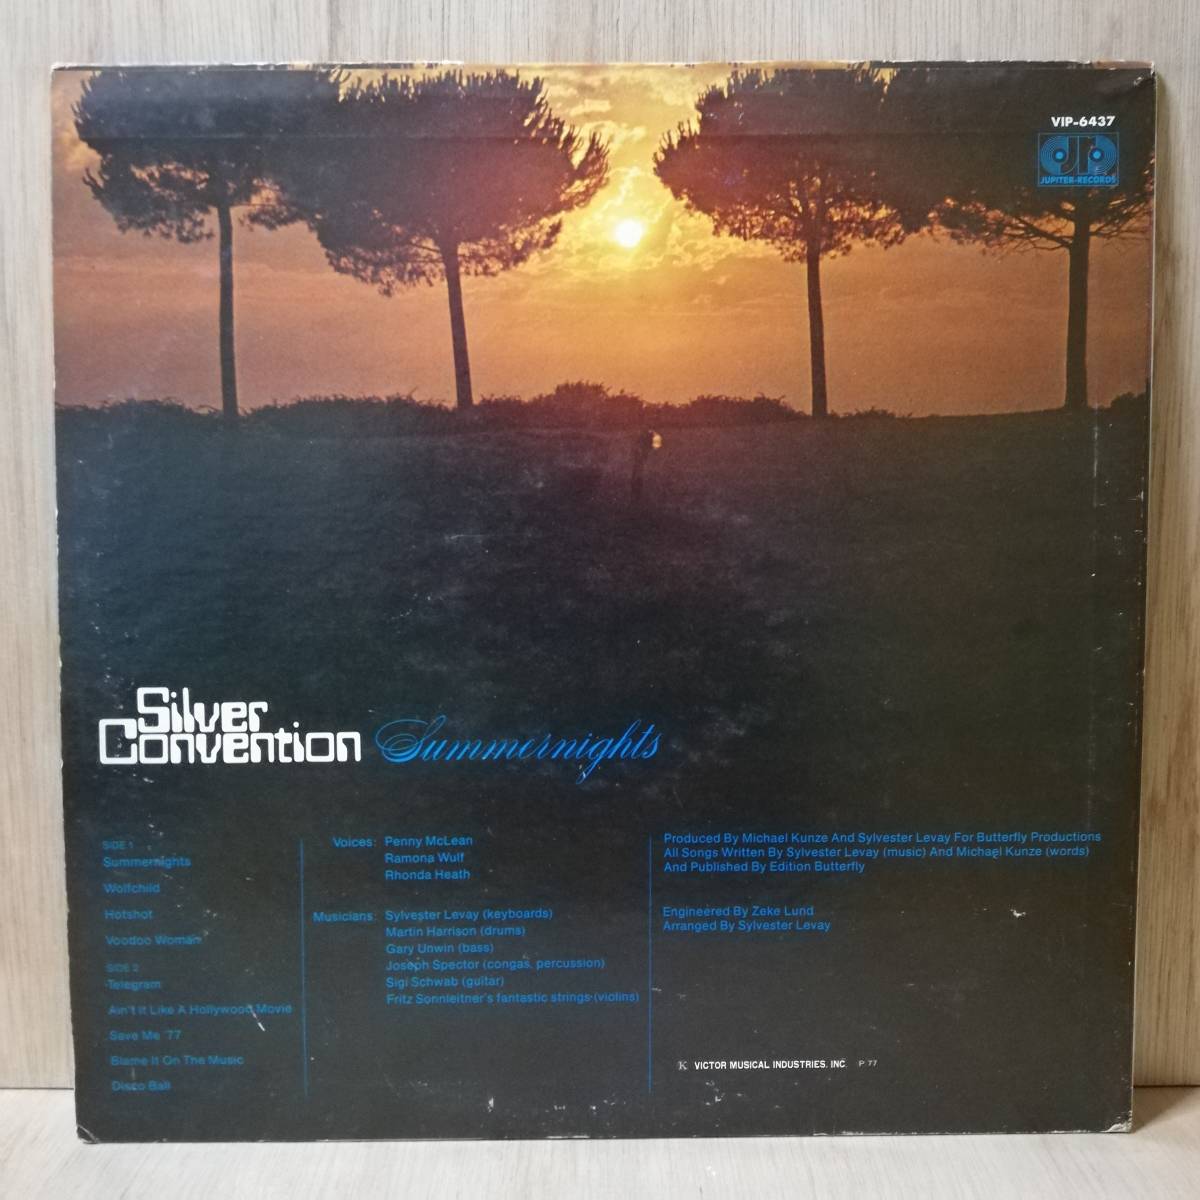 VIP-6437
JUPITER-RECORDS
Silver
Convention
Summernights
SIDE 1
Summernights
Wolfchild
Hotshot
Voodoo Woman
SIDE 2
Telegram
Ain't It Like A Hollywood Movie
Save Me '77
Blame It On The Music
Disco Ball
Voices: Penny McLean
Ramona Wulf
Rhonda Heath
Musicians: Sylvester Levay (keyboards)
Martin Harrison (drums)
Gary Unwin (bass)
Joseph Spector (congas, percussion)
Sigi Schwab (guitar)
Fritz Sonnleitner's fantastic strings (violins)
Produced By Michael Kunze And Sylvester Levay For Butterfly Productions
All Songs Written By Sylvester Levay (music) And Michael Kunze (words)
And Published By Edition Butterfly
Engineered By Zeke Lund
Arranged By Sylvester Levay
K VICTOR MUSICAL INDUSTRIES, INC. P 77